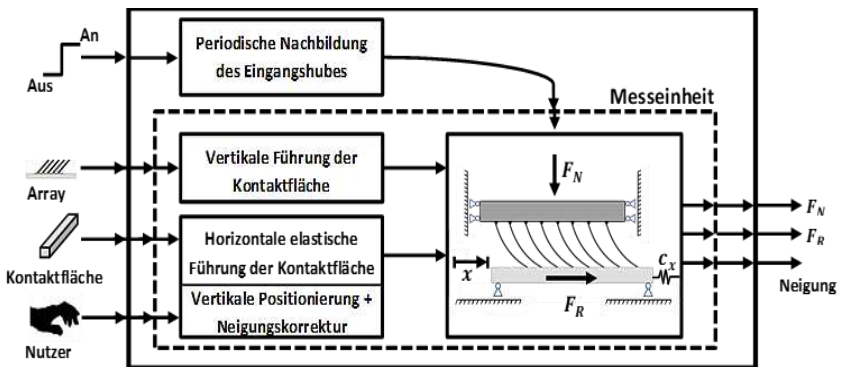 An
Aus
Periodische Nachbildung
des Eingangshubes
Messeinheit
Array
Vertikale Führung der
Kontaktfläche
Kontaktfläche
Horizontale elastische
Führung der Kontaktfläche
Vertikale Positionierung +
Neigungskorrektur
Nutzer
F_N
x
c_x
F_R
F_N
F_R
Neigung